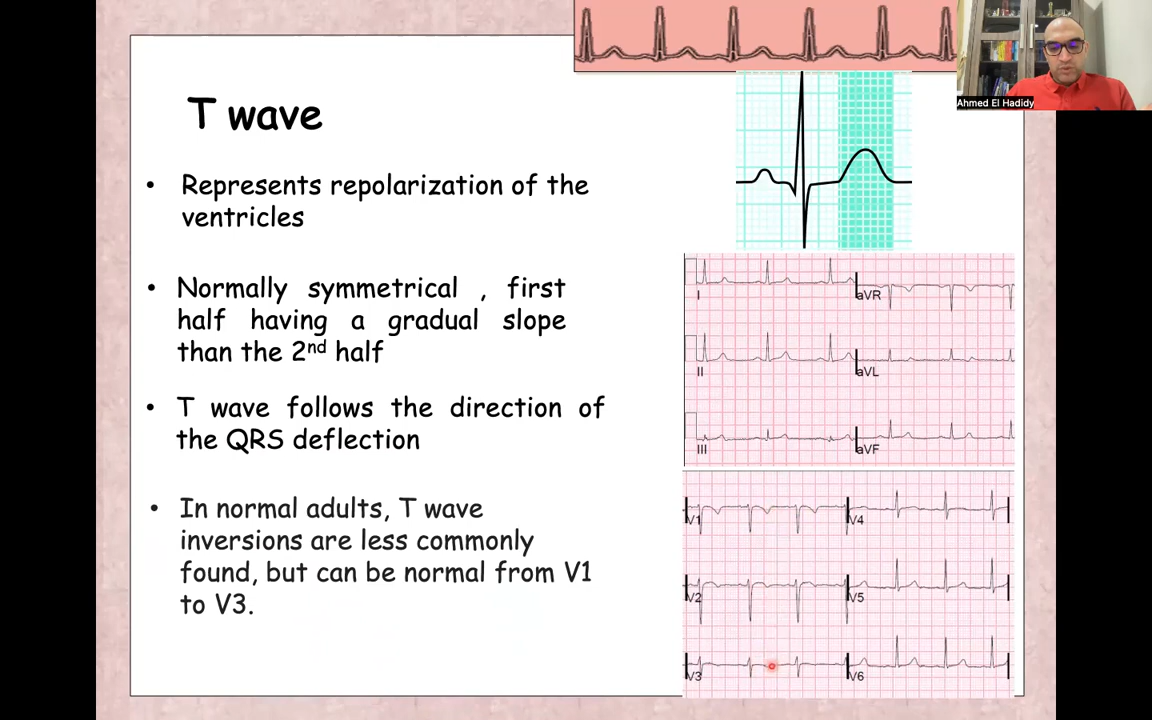 Ahmed El Hadidy
T wave
• Represents repolarization of the
ventricles
• Normally symmetrical , first
half having a gradual slope
than the 2nd half
• T wave follows the direction of
the QRS deflection
• In normal adults, T wave
inversions are less commonly
found, but can be normal from V1
to V3.
I aVR
II aVL
III aVF
V1 V4
V2 V5
V3 V6